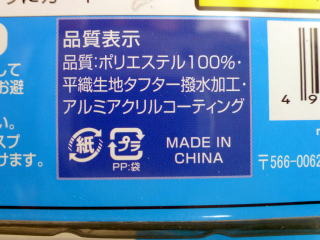 品質表示
品質:ポリエステル100%・
平織生地タフター撥水加工・
アルミアクリルコーティング
紙
プラ
PP:袋
MADE IN
CHINA
して
お避
い。
スプ
けます。
4 9
〒566-0062